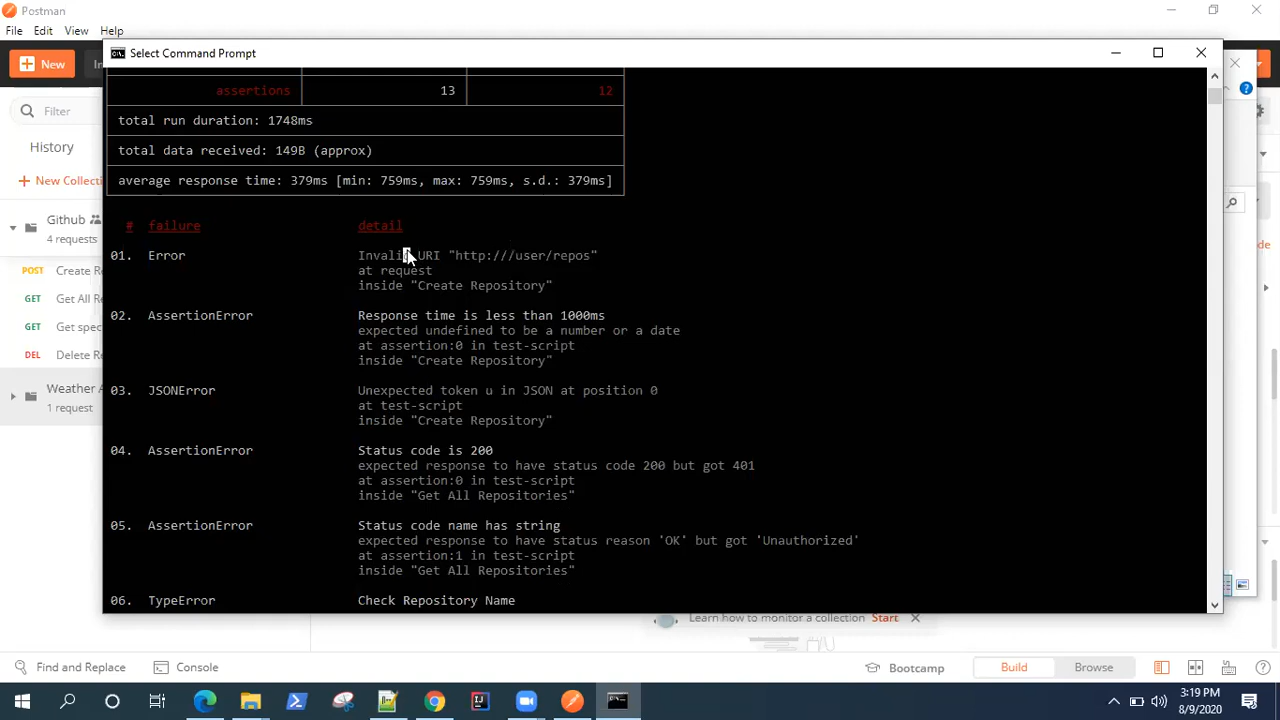 Postman
File Edit View Help
New
Select Command Prompt
Filter
History
New Collecti
Github
4 requests
POST Create R
GET Get All R
GET Get spec
DEL Delete R
Weather A
1 request
assertions 13 12
total run duration: 1748ms
total data received: 149B (approx)
average response time: 379ms [min: 759ms, max: 759ms, s.d.: 379ms]
# failure detail
01. Error Invalid URI "http:///user/repos"
at request
inside "Create Repository"
02. AssertionError Response time is less than 1000ms
expected undefined to be a number or a date
at assertion:0 in test-script
inside "Create Repository"
03. JSONError Unexpected token u in JSON at position 0
at test-script
inside "Create Repository"
04. AssertionError Status code is 200
expected response to have status code 200 but got 401
at assertion:0 in test-script
inside "Get All Repositories"
05. AssertionError Status code name has string
expected response to have status reason 'OK' but got 'Unauthorized'
at assertion:1 in test-script
inside "Get All Repositories"
06. TypeError Check Repository Name
Learn how to monitor a collection Start
Find and Replace Console Bootcamp Build Browse
3:19 PM
8/9/2020